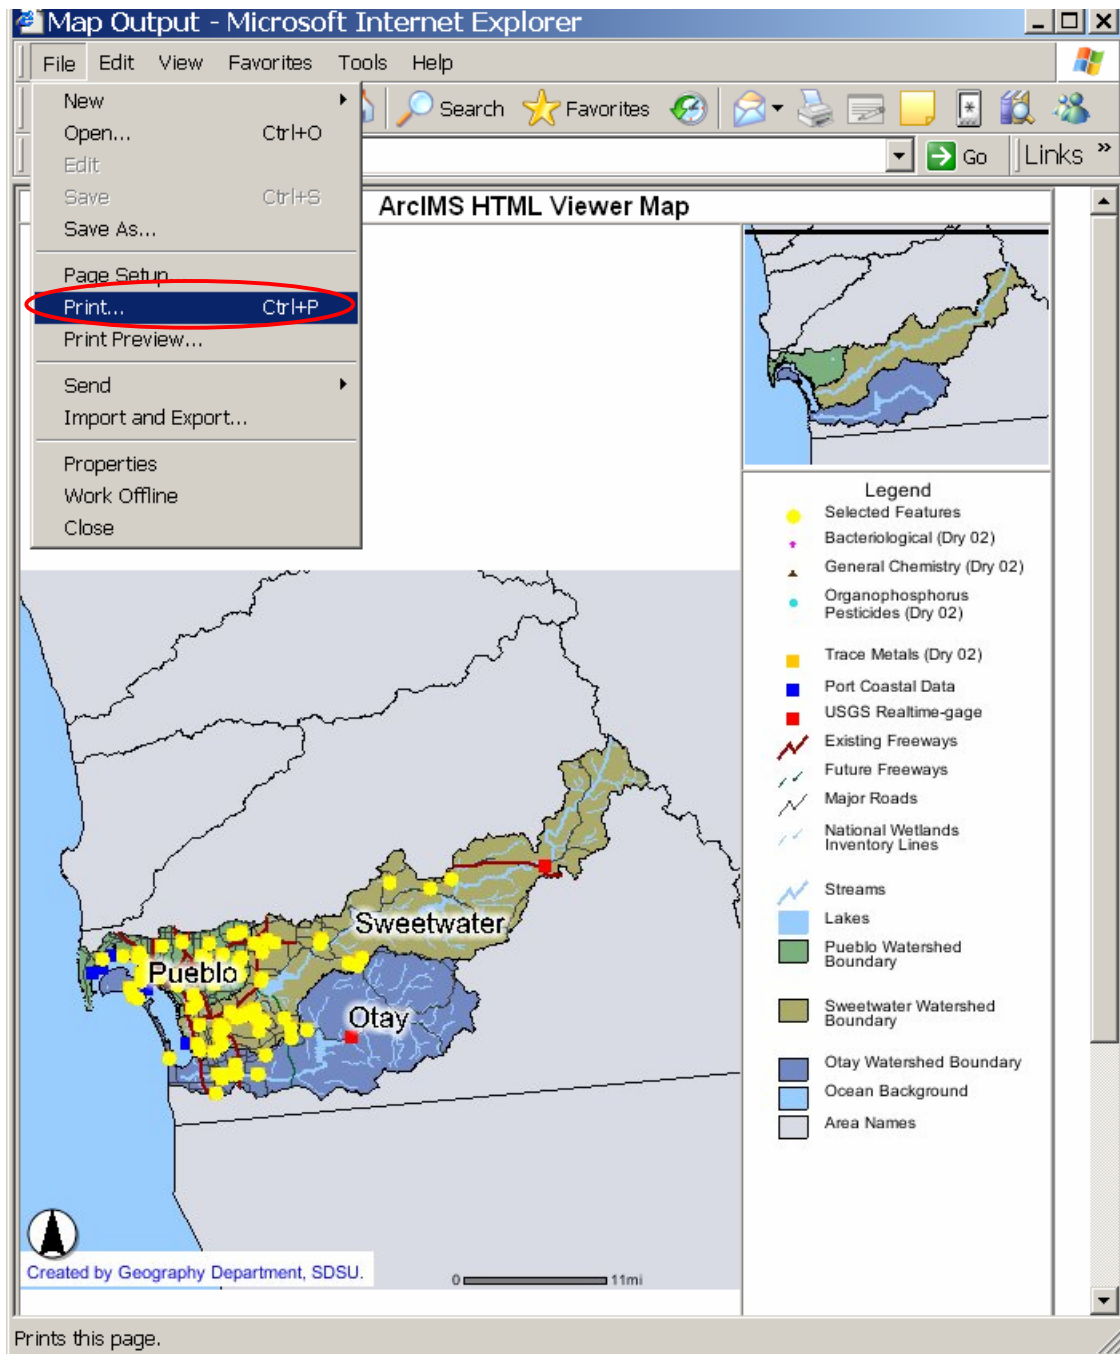 Map Output - Microsoft Internet Explorer
File Edit View Favorites Tools Help
Search Favorites
Go Links »
New
Open... Ctrl+O
Edit
Save Ctrl+S
Save As...
Page Setup...
Print... Ctrl+P
Print Preview...
Send
Import and Export...
Properties
Work Offline
Close
ArcIMS HTML Viewer Map
Legend
Selected Features
Bacteriological (Dry 02)
General Chemistry (Dry 02)
Organophosphorus
Pesticides (Dry 02)
Trace Metals (Dry 02)
Port Coastal Data
USGS Realtime-gage
Existing Freeways
Future Freeways
Major Roads
National Wetlands
Inventory Lines
Streams
Lakes
Pueblo Watershed
Boundary
Sweetwater Watershed
Boundary
Otay Watershed Boundary
Ocean Background
Area Names
Sweetwater
Pueblo
Otay
Created by Geography Department, SDSU.
0 11mi
Prints this page.